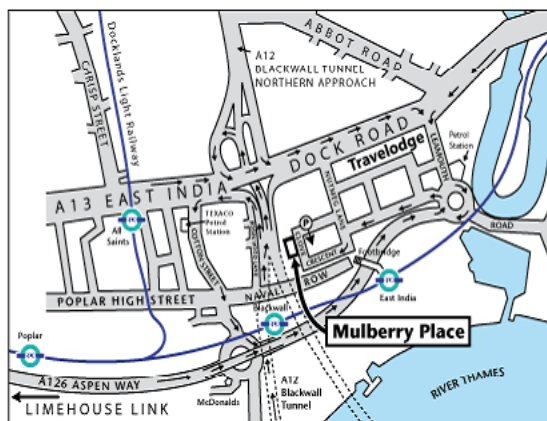 Docklands Light Railway
CHRISP STREET
A12
BLACKWALL TUNNEL
NORTHERN APPROACH
ABBOT ROAD
A13 EAST INDIA DOCK ROAD
Travelodge
LEAMOUTH
ROAD
Petrol
Station
NUTMEG LANE
All
Saints
TEXACO
Petrol
Station
COTTON STREET
P
CLOVE
CRESCENT
Footbridge
POPLAR HIGH STREET
NAVAL ROW
Blackwall
East India
Mulberry Place
Poplar
A126 ASPEN WAY
McDonalds
A12
Blackwall
Tunnel
LIMEHOUSE LINK
RIVER THAMES